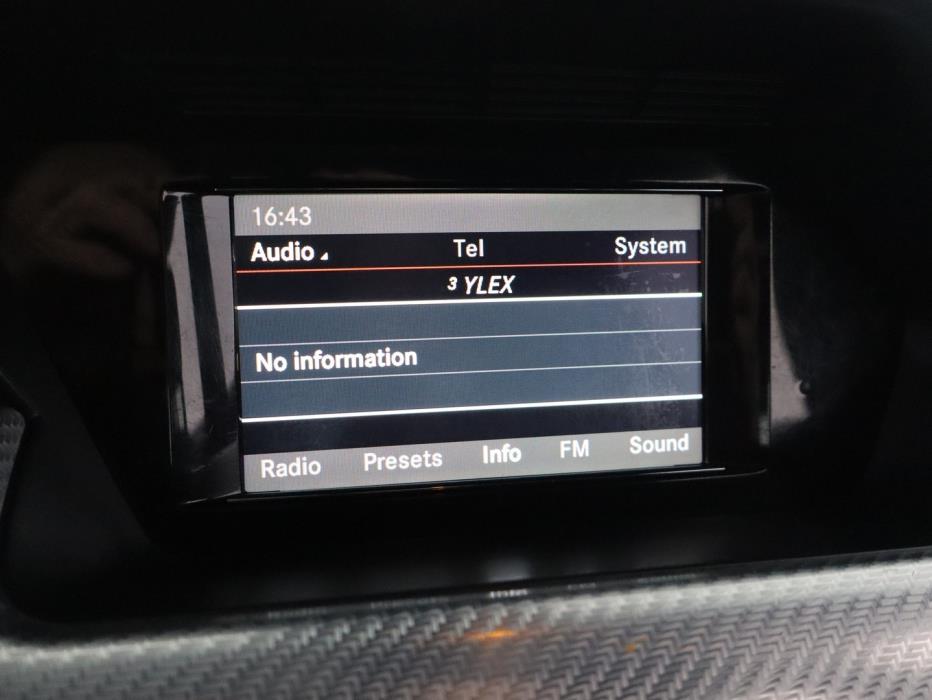 16:43
Audio Tel System
3 YLEX
No information
Radio Presets Info FM Sound